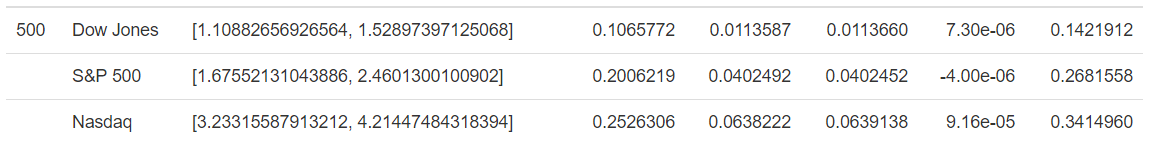 500 Dow Jones [1.10882656926564, 1.52897397125068] 0.1065772 0.0113587 0.0113660 7.30e-06 0.1421912
S&P 500 [1.67552131043886, 2.4601300100902] 0.2006219 0.0402492 0.0402452 -4.00e-06 0.2681558
Nasdaq [3.23315587913212, 4.21447484318394] 0.2526306 0.0638222 0.0639138 9.16e-05 0.3414960